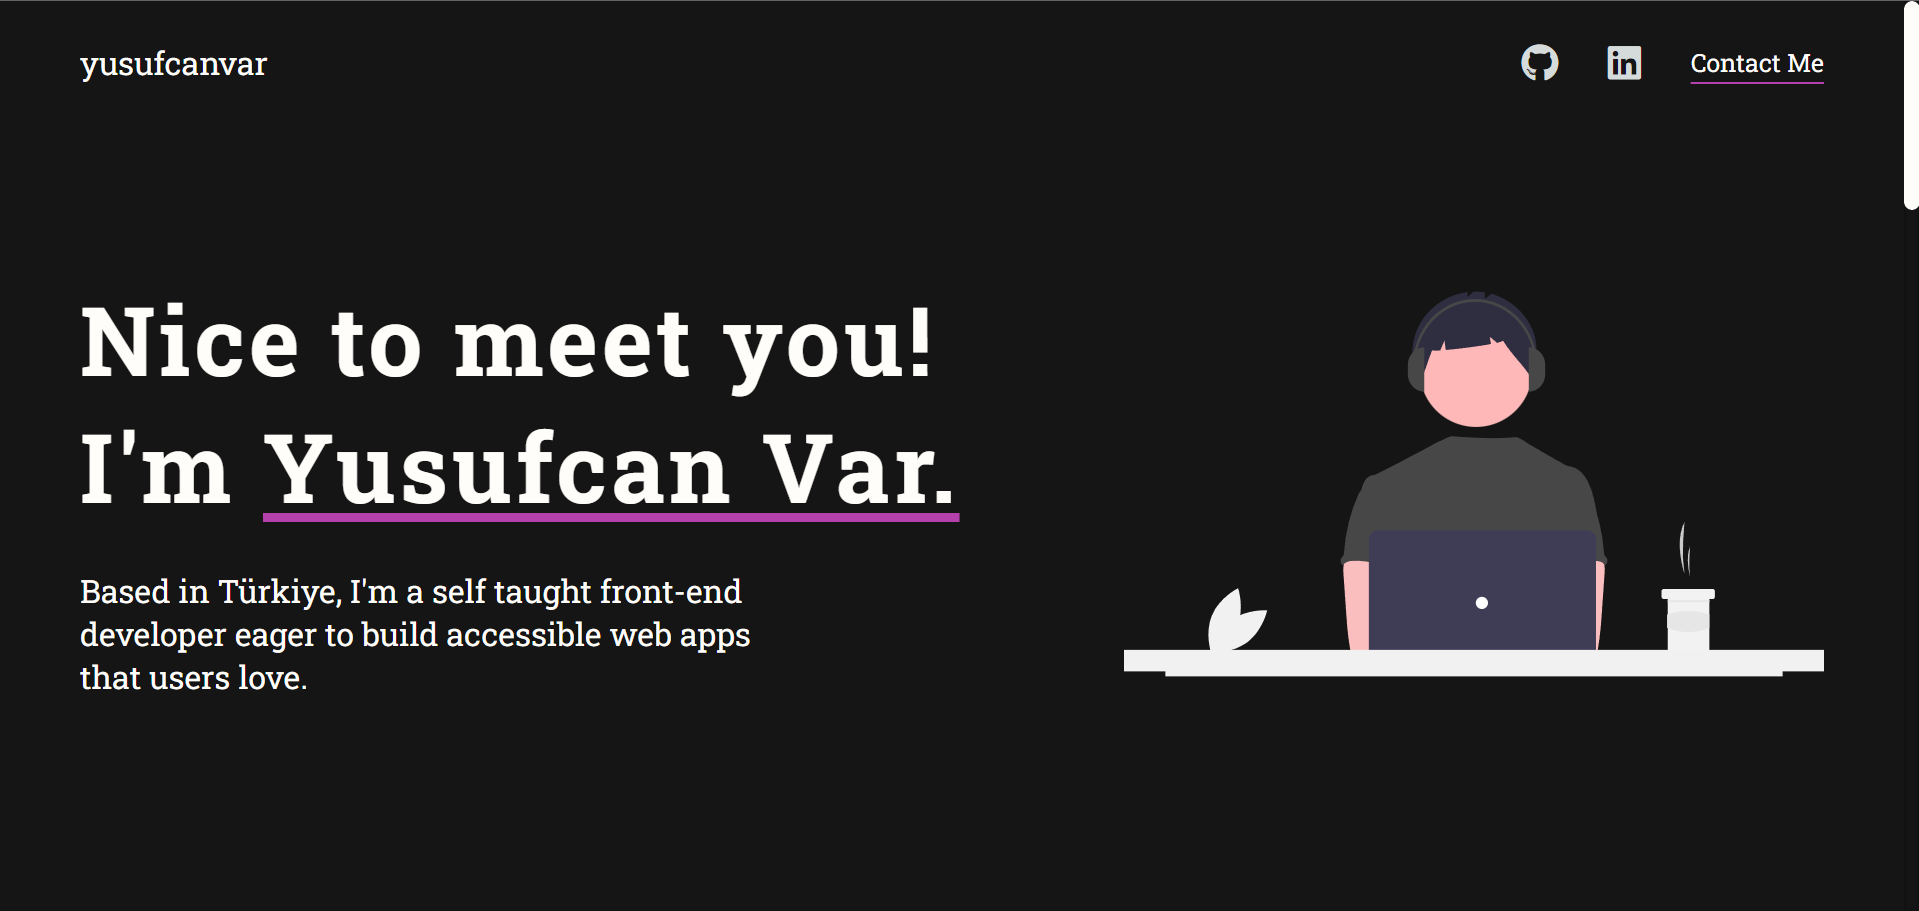 yusufcanvar
in
Contact Me
Nice to meet you!
I'm Yusufcan Var.
Based in Türkiye, I'm a self taught front-end
developer eager to build accessible web apps
that users love.